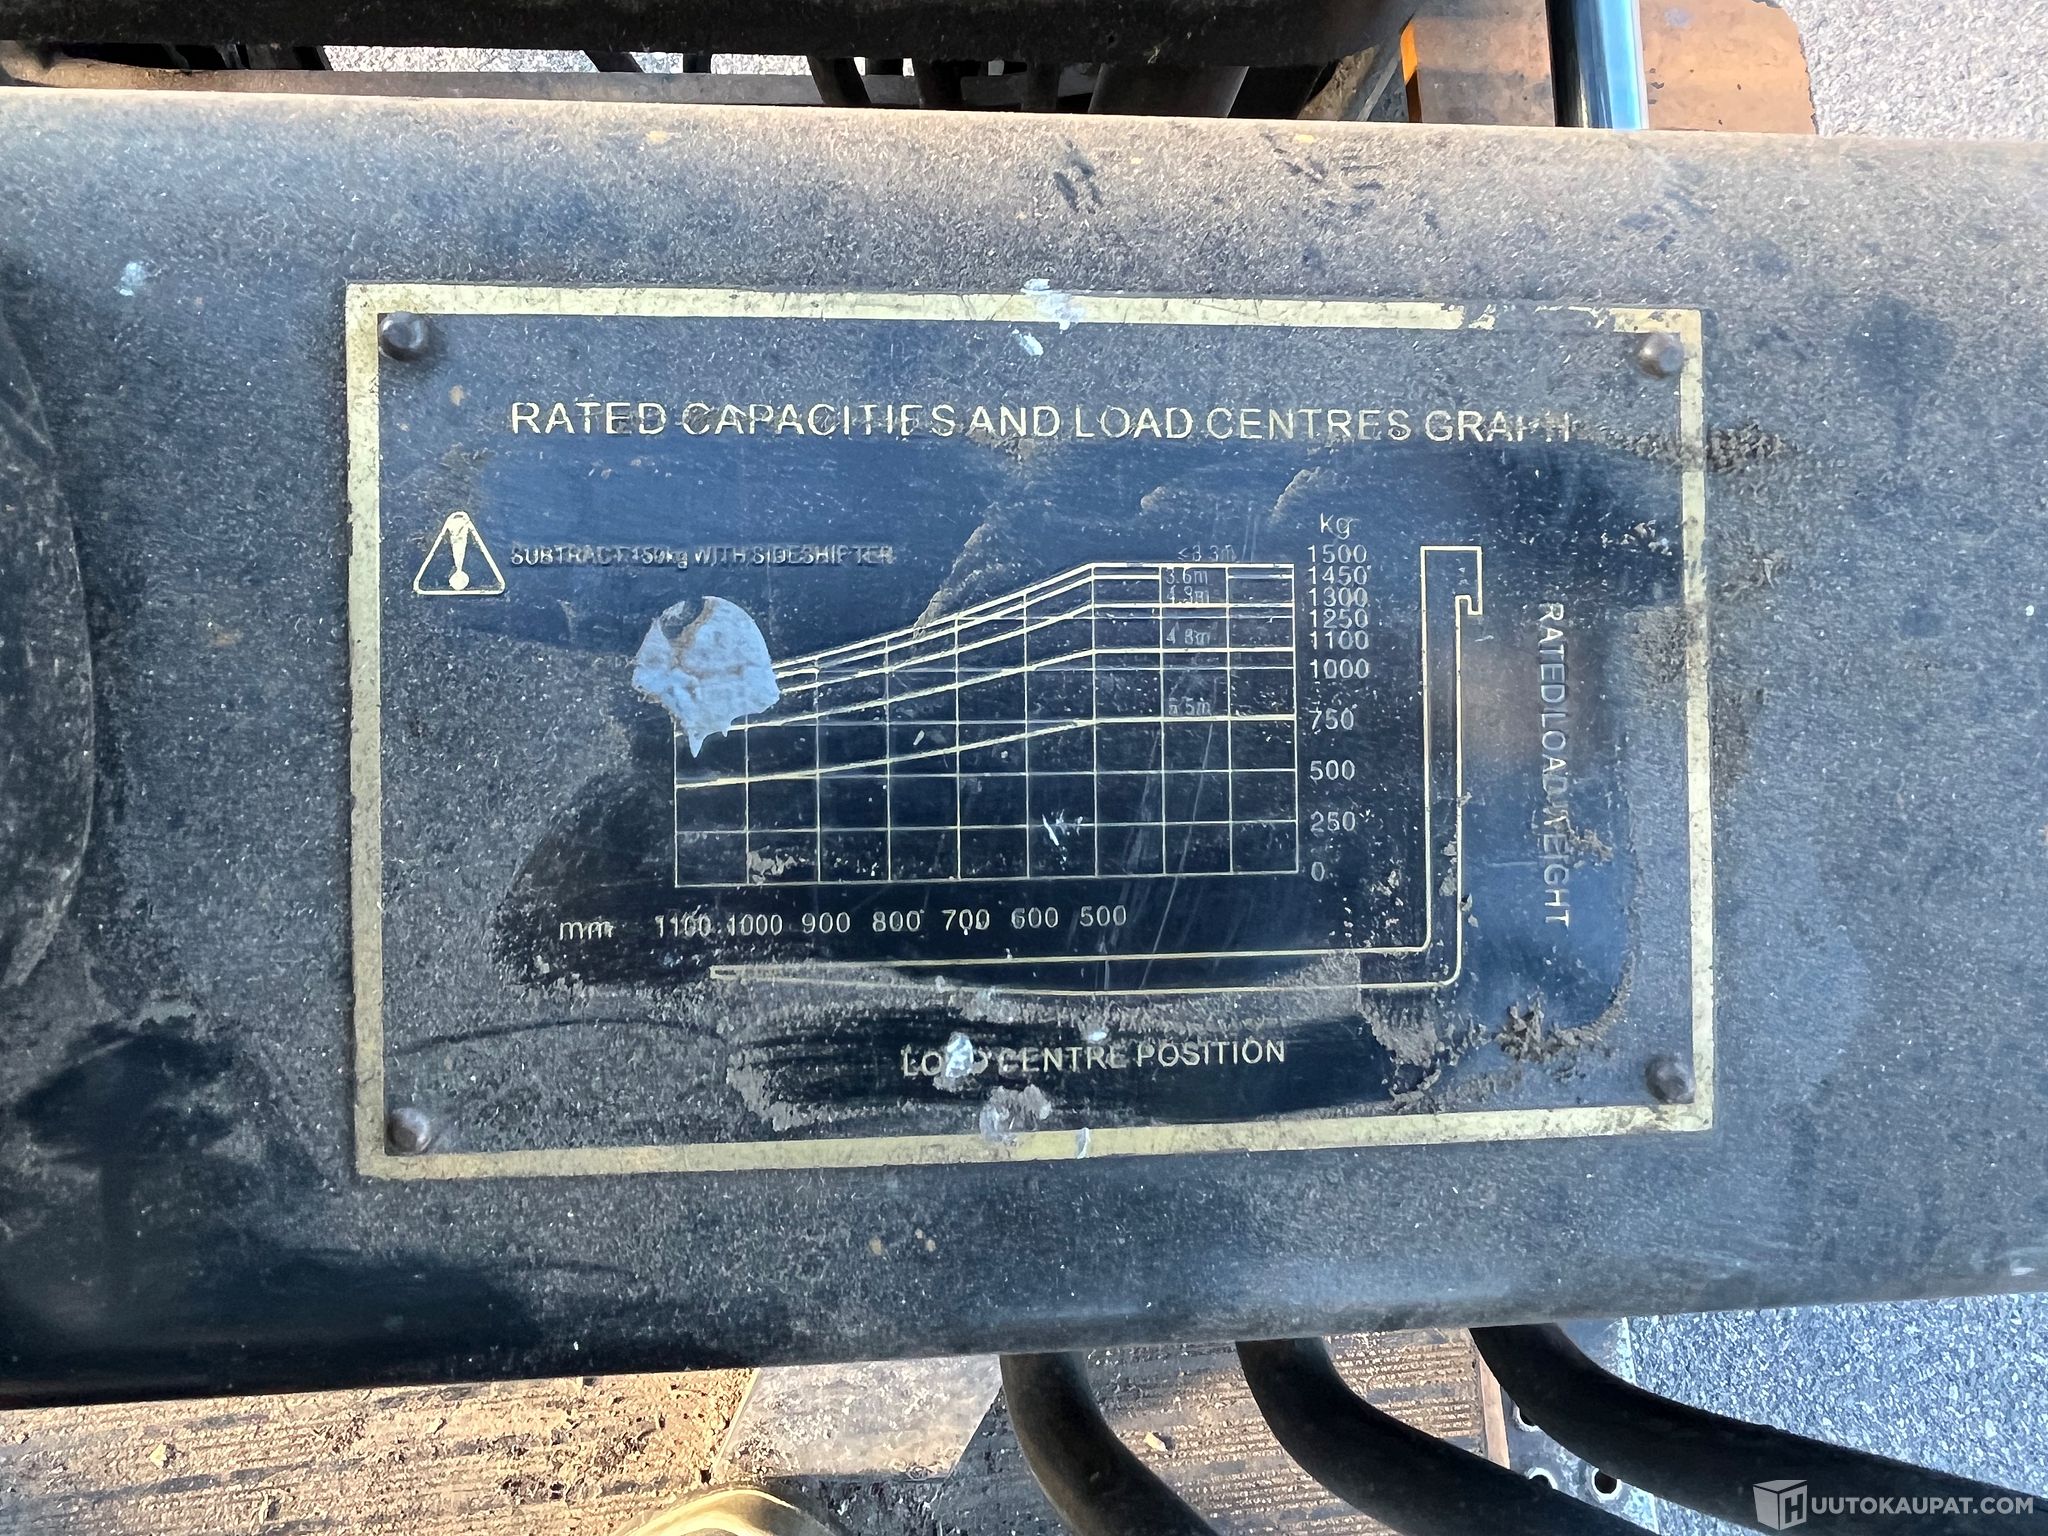 RATED CAPACITIES AND LOAD CENTRES GRAPH
SUBTRACT 150kg WITH SIDESHIFTER
Kg
<3.3m 1500
3.6m 1450
4.3m 1300
1250
4.8m 1100
1000
5.5m 750
500
250
0
RATED LOAD WEIGHT
mm 1100 1000 900 800 700 600 500
LOAD CENTRE POSITION
HUUTOKAUPAT.COM